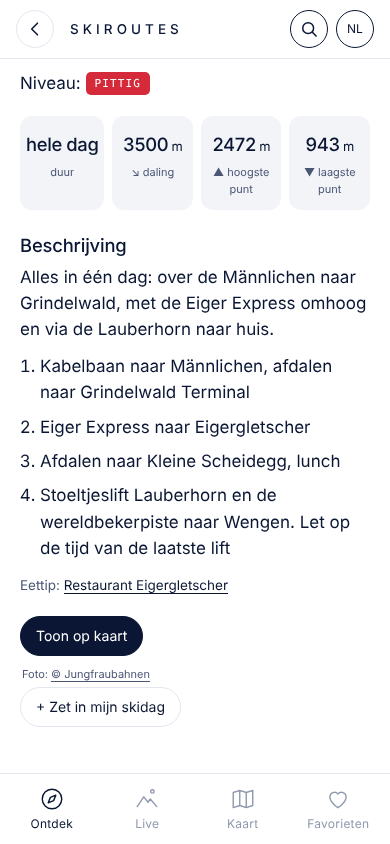 SKIROUTES
NL
Niveau: PITTIG
hele dag
duur
3500 m
↘ daling
2472 m
▲ hoogste
punt
943 m
▼ laagste
punt
Beschrijving
Alles in één dag: over de Männlichen naar
Grindelwald, met de Eiger Express omhoog
en via de Lauberhorn naar huis.
1. Kabelbaan naar Männlichen, afdalen
naar Grindelwald Terminal
2. Eiger Express naar Eigergletscher
3. Afdalen naar Kleine Scheidegg, lunch
4. Stoeltjeslift Lauberhorn en de
wereldbekerpiste naar Wengen. Let op
de tijd van de laatste lift
Eettip: Restaurant Eigergletscher
Toon op kaart
Foto: © Jungfraubahnen
+ Zet in mijn skidag
Ontdek
Live
Kaart
Favorieten